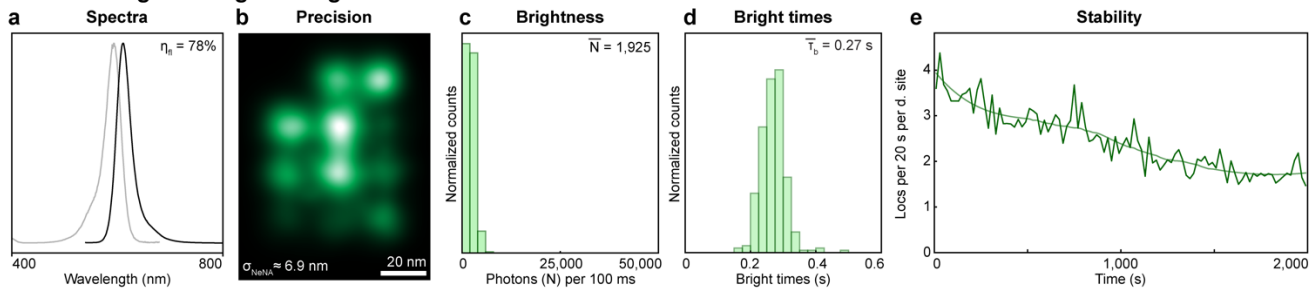 a Spectra
η_fl = 78%
400 800
Wavelength (nm)
b Precision
σ_NeNA ≈ 6.9 nm
20 nm
c Brightness
N̅ = 1,925
Normalized counts
0 25,000 50,000
Photons (N) per 100 ms
d Bright times
τ̅_b = 0.27 s
Normalized counts
0 0.2 0.4 0.6
Bright times (s)
e Stability
Locs per 20 s per d. site
4
3
2
1
0
0 1,000 2,000
Time (s)